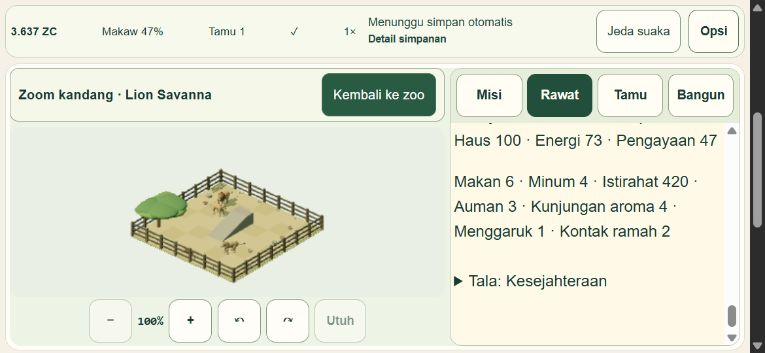 3.637 ZC Makaw 47% Tamu 1 ✓ 1× Menunggu simpan otomatis
Detail simpanan
Jeda suaka Opsi
Zoom kandang · Lion Savanna Kembali ke zoo
Misi Rawat Tamu Bangun
Haus 100 · Energi 73 · Pengayaan 47
Makan 6 · Minum 4 · Istirahat 420 ·
Auman 3 · Kunjungan aroma 4 ·
Menggaruk 1 · Kontak ramah 2
▶ Tala: Kesejahteraan
− 100% + ↶ ↷ Utuh